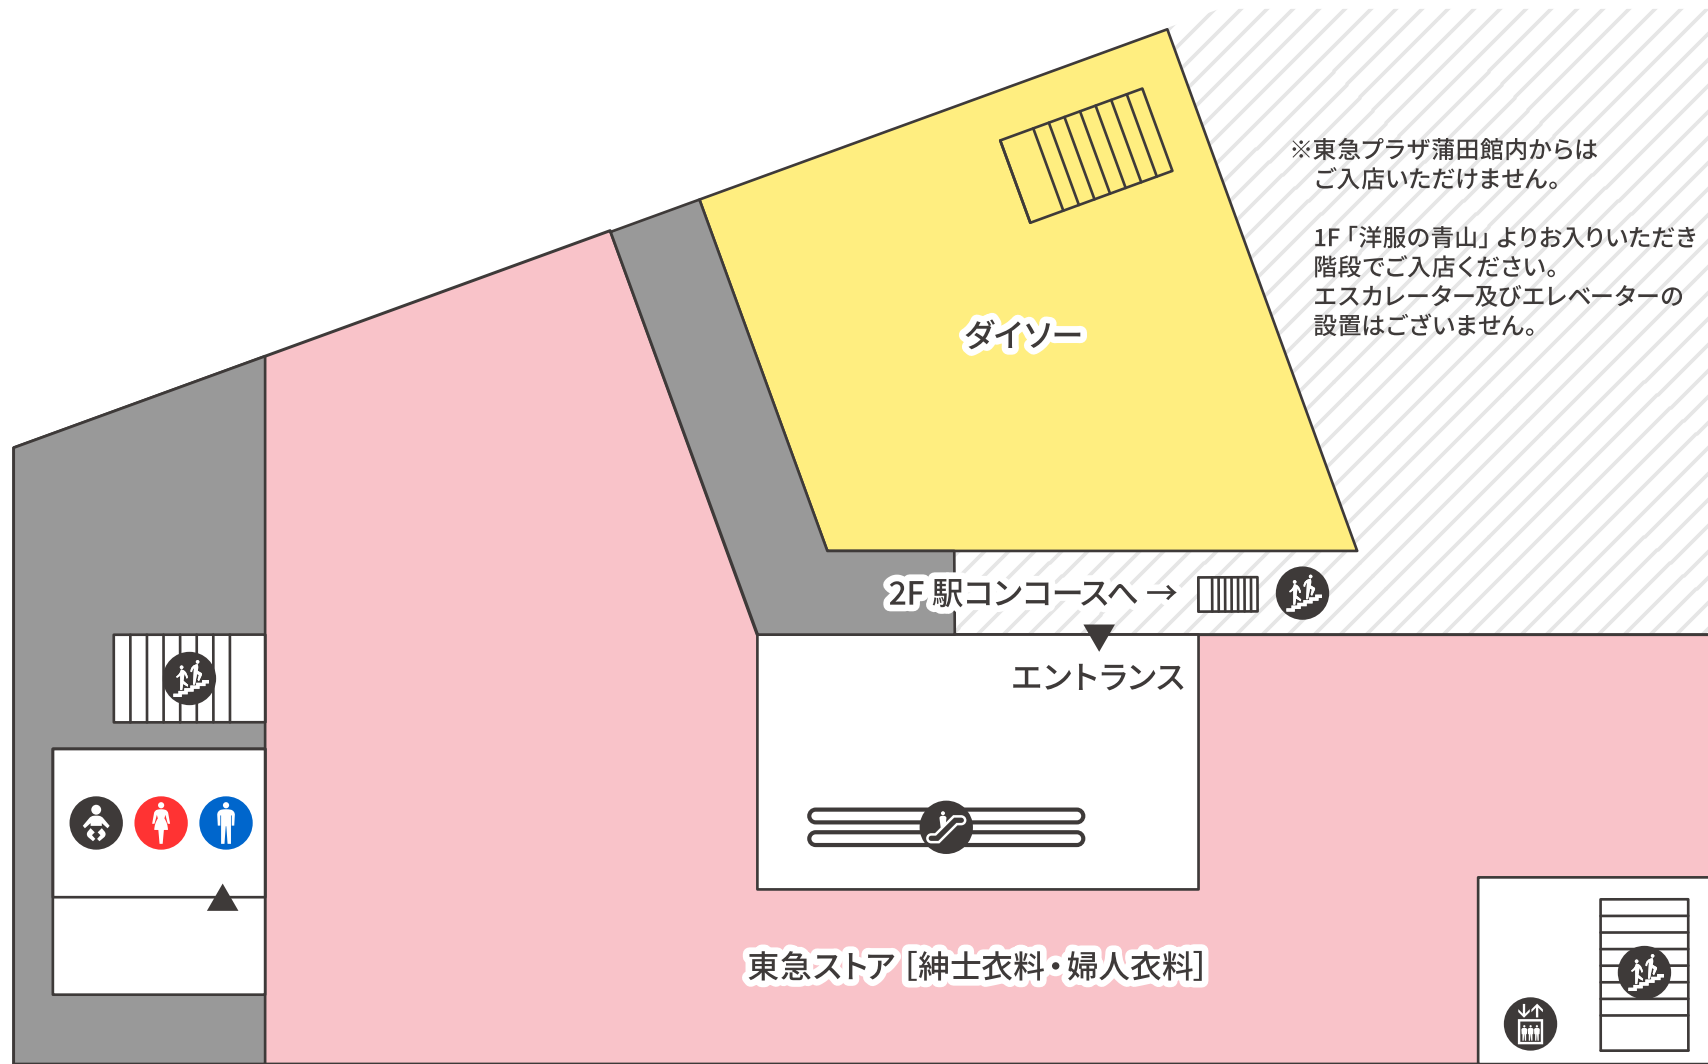 ※東急プラザ蒲田館内からは
ご入店いただけません。
1F「洋服の青山」よりお入りいただき
階段でご入店ください。
エスカレーター及びエレベーターの
設置はございません。
ダイソー
2F 駅コンコースへ →
エントランス
東急ストア [紳士衣料・婦人衣料]